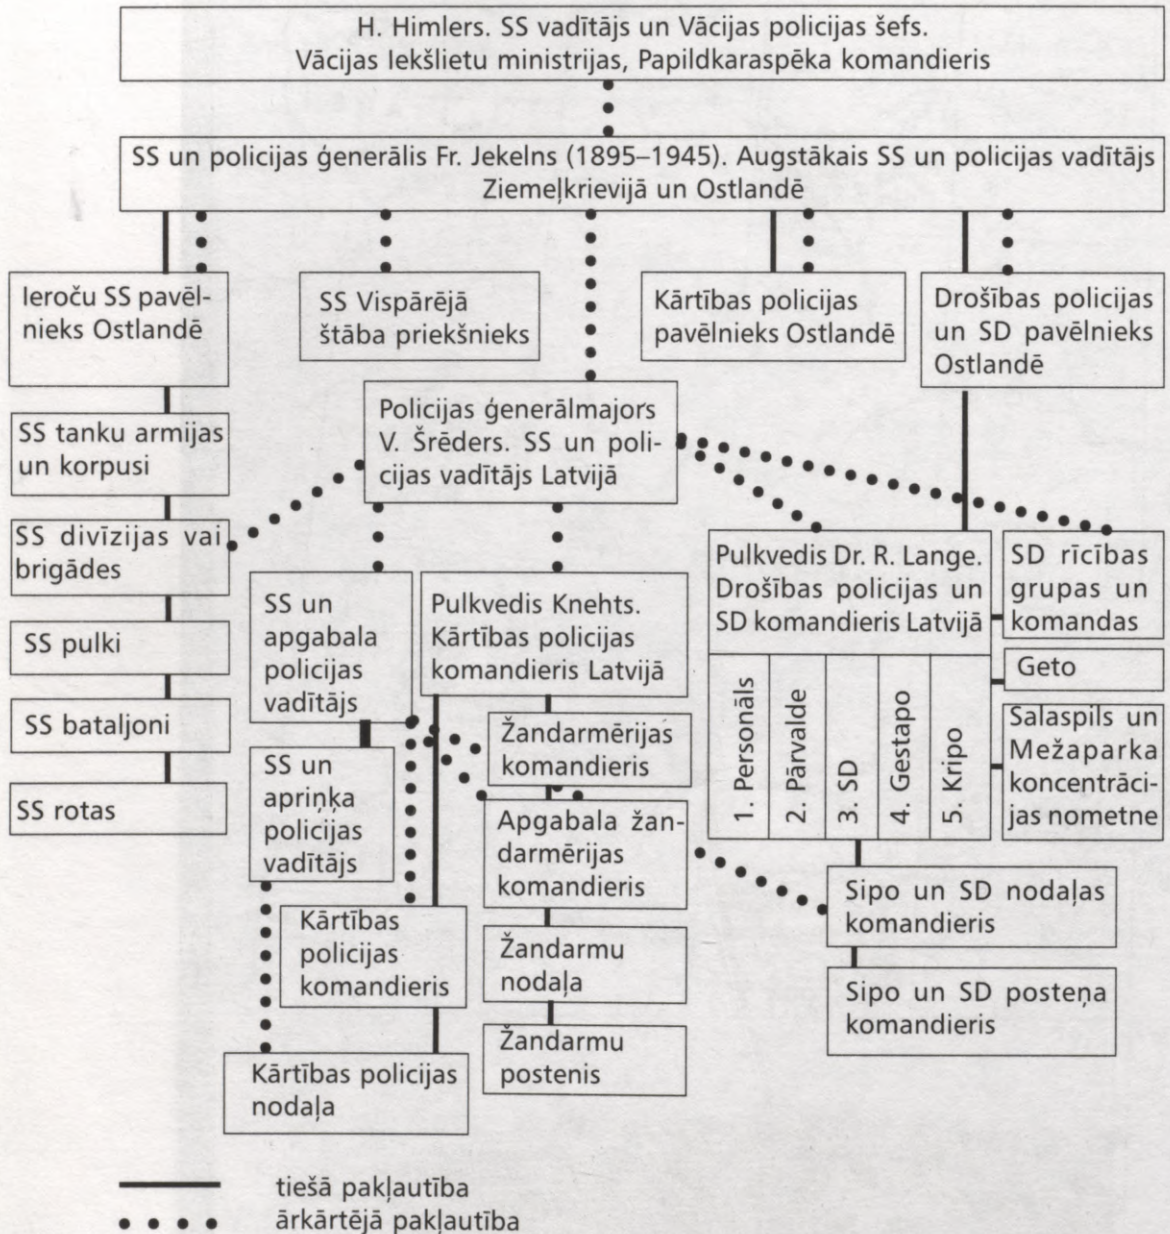 H. Himlers. SS vadītājs un Vācijas policijas šefs.
Vācijas Iekšlietu ministrijas, Papildkaraspēka komandieris
SS un policijas ģenerālis Fr. Jekelns (1895–1945). Augstākais SS un policijas vadītājs
Ziemeļkrievijā un Ostlandē
Ieroču SS pavēl-
nieks Ostlandē
SS Vispārējā
štāba priekšnieks
Kārtības policijas
pavēlnieks Ostlandē
Drošības policijas
un SD pavēlnieks
Ostlandē
SS tanku armijas
un korpusi
Policijas ģenerālmajors
V. Šrēders. SS un poli-
cijas vadītājs Latvijā
SS divīzijas vai
brigādes
SS pulki
SS bataljoni
SS rotas
SS un
apgabala
policijas
vadītājs
SS un
apriņķa
policijas
vadītājs
Pulkvedis Knehts.
Kārtības policijas
komandieris Latvijā
Žandarmērijas
komandieris
Apgabala žan-
darmērijas
komandieris
Žandarmu
nodaļa
Žandarmu
postenis
Kārtības
policijas
komandieris
Kārtības policijas
nodaļa
Pulkvedis Dr. R. Lange.
Drošības policijas un
SD komandieris Latvijā
1. Personāls
2. Pārvalde
3. SD
4. Gestapo
5. Kripo
SD rīcības
grupas un
komandas
Geto
Salaspils un
Mežaparka
koncentrāci-
jas nometne
Sipo un SD nodaļas
komandieris
Sipo un SD posteņa
komandieris
tiešā pakļautība
ārkārtējā pakļautība